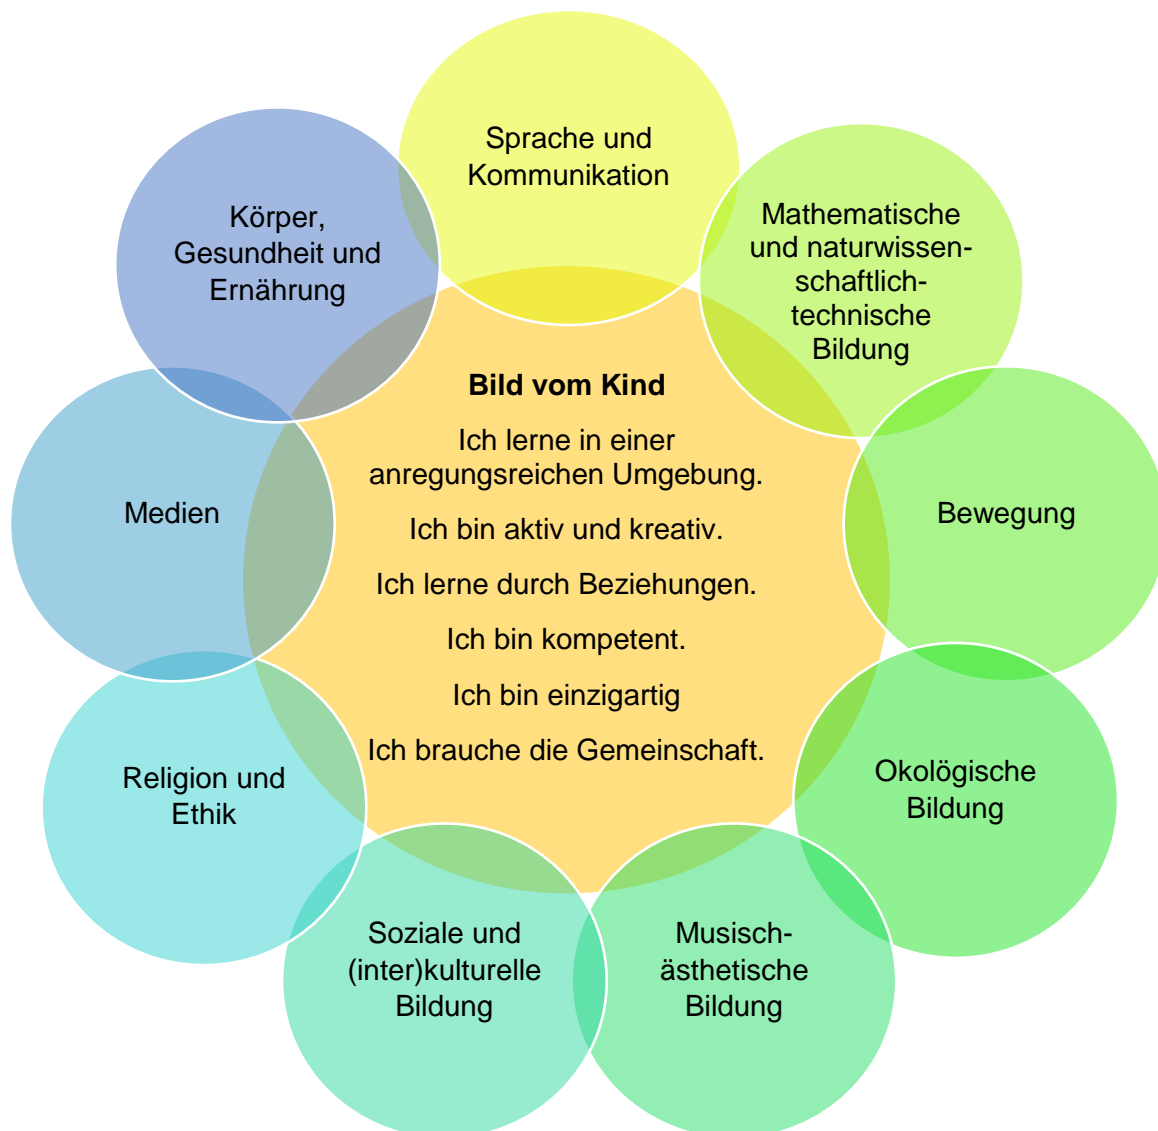 Sprache und
Kommunikation
Mathematische
und naturwissen-
schaftlich-
technische
Bildung
Bewegung
Okolögische
Bildung
Musisch-
ästhetische
Bildung
Soziale und
(inter)kulturelle
Bildung
Religion und
Ethik
Medien
Körper,
Gesundheit und
Ernährung
Bild vom Kind
Ich lerne in einer
anregungsreichen Umgebung.
Ich bin aktiv und kreativ.
Ich lerne durch Beziehungen.
Ich bin kompetent.
Ich bin einzigartig
Ich brauche die Gemeinschaft.